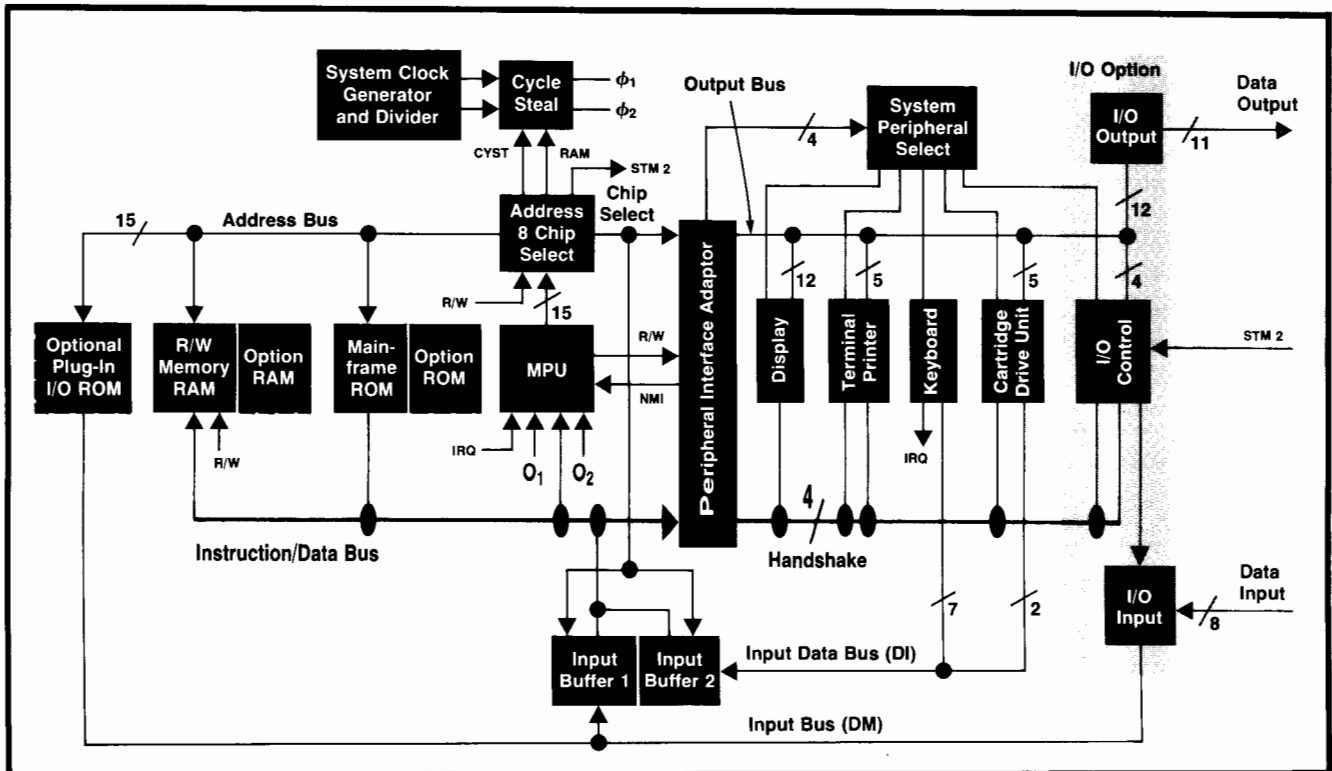 System Clock
Generator
and Divider
Cycle
Steal
ϕ1
ϕ2
CYST
RAM
STM 2
Output Bus
4
System
Peripheral
Select
I/O Option
I/O
Output
Data
Output
11
12
15
Address Bus
Address
8 Chip
Select
Chip
Select
R/W
15
Optional
Plug-In
I/O ROM
R/W
Memory
RAM
Option
RAM
R/W
Main-
frame
ROM
Option
ROM
MPU
R/W
NMI
IRQ
O1
O2
Peripheral Interface Adaptor
12
5
5
4
Display
Terminal
Printer
Keyboard
Cartridge
Drive Unit
I/O
Control
STM 2
IRQ
4
Instruction/Data Bus
Handshake
7
2
I/O
Input
Data
Input
8
Input
Buffer 1
Input
Buffer 2
Input Data Bus (DI)
Input Bus (DM)